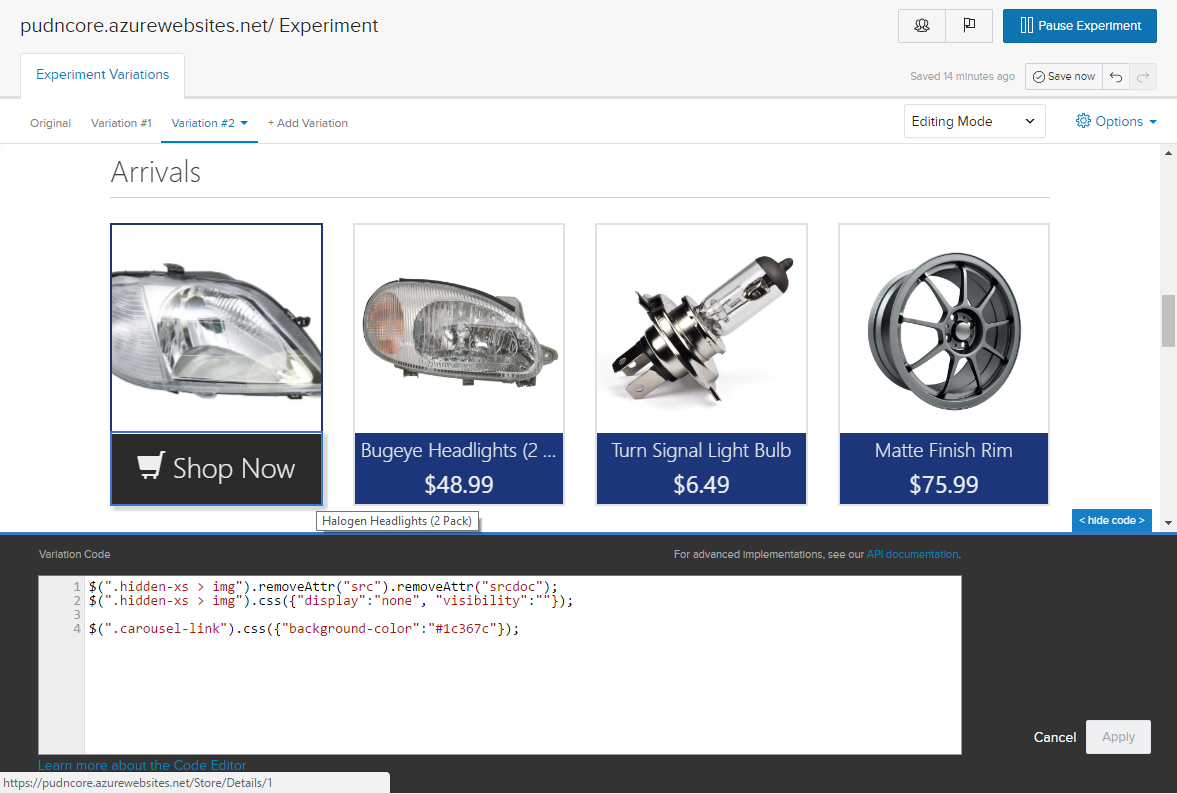 pudncore.azurewebsites.net/ Experiment
Pause Experiment
Experiment Variations
Saved 14 minutes ago
Save now
Original
Variation #1
Variation #2
+ Add Variation
Editing Mode
Options
Arrivals
Shop Now
Bugeye Headlights (2 ...
$48.99
Turn Signal Light Bulb
$6.49
Matte Finish Rim
$75.99
Halogen Headlights (2 Pack)
< hide code >
Variation Code
For advanced implementations, see our API documentation.
1 $(".hidden-xs > img").removeAttr("src").removeAttr("srcdoc");
2 $(".hidden-xs > img").css({"display":"none", "visibility":""});
3
4 $(".carousel-link").css({"background-color":"#1c367c"});
Cancel
Apply
Learn more about the Code Editor
https://pudncore.azurewebsites.net/Store/Details/1